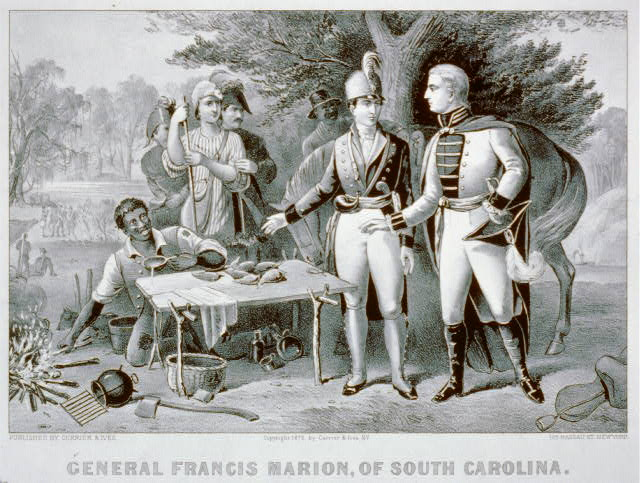 PUBLISHED BY CURRIER & IVES.
Copyright 1876 by Currier & Ives, NY.
125 NASSAU ST. NEW YORK.
GENERAL FRANCIS MARION, OF SOUTH CAROLINA.